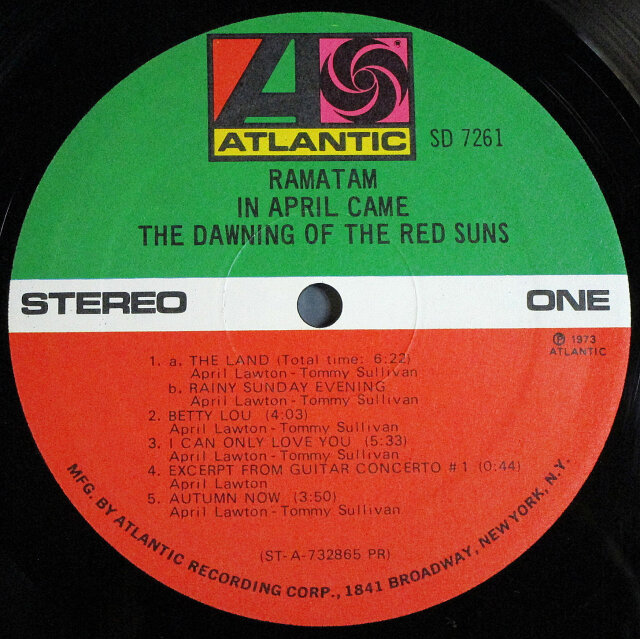 ATLANTIC
SD 7261
RAMATAM
IN APRIL CAME
THE DAWNING OF THE RED SUNS
STEREO
ONE
℗ 1973
ATLANTIC
1. a. THE LAND (Total time: 6:22)
April Lawton-Tommy Sullivan
b. RAINY SUNDAY EVENING
April Lawton-Tommy Sullivan
2. BETTY LOU (4:03)
April Lawton-Tommy Sullivan
3. I CAN ONLY LOVE YOU (5:33)
April Lawton-Tommy Sullivan
4. EXCERPT FROM GUITAR CONCERTO #1 (0:44)
April Lawton
5. AUTUMN NOW (3:50)
April Lawton-Tommy Sullivan
(ST-A-732865 PR)
MFG. BY ATLANTIC RECORDING CORP., 1841 BROADWAY, NEW YORK, N.Y.